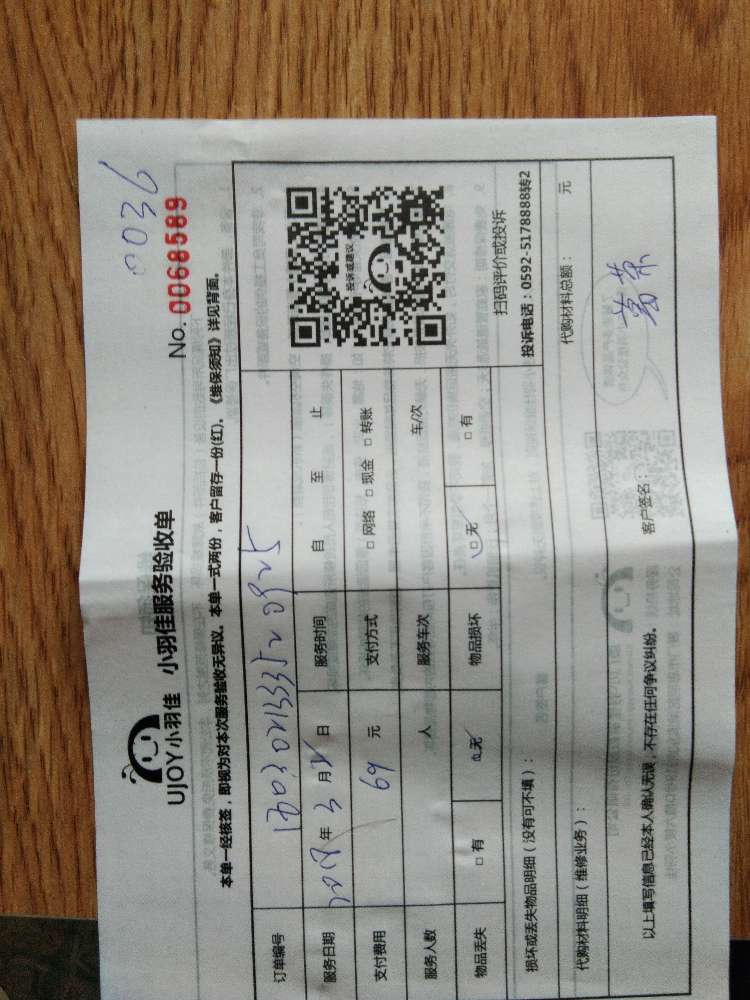 0036
No. 0068589
UJOY小羽佳 小羽佳服务验收单
本单一经核签，即视为对本次服务验收无异议。本单一式两份，客户留存一份(红)。《维保须知》详见背面。
订单编号
服务日期 年 3 月 日 服务时间 自 至 止
支付费用 69 元 支付方式 □ 网络 □ 现金 □ 转账
服务人数 人 服务车次 车/次
物品丢失 □ 有 □ 无 物品损坏 □ 无 □ 有
投诉或建议
扫码评价或投诉
投诉电话：0592-5178888转2
损坏或丢失物品明细（没有可不填）：
代购材料明细（维修业务）： 代购材料总额： 元
以上填写信息已经本人确认无误，不存在任何争议纠纷。 客户签名：